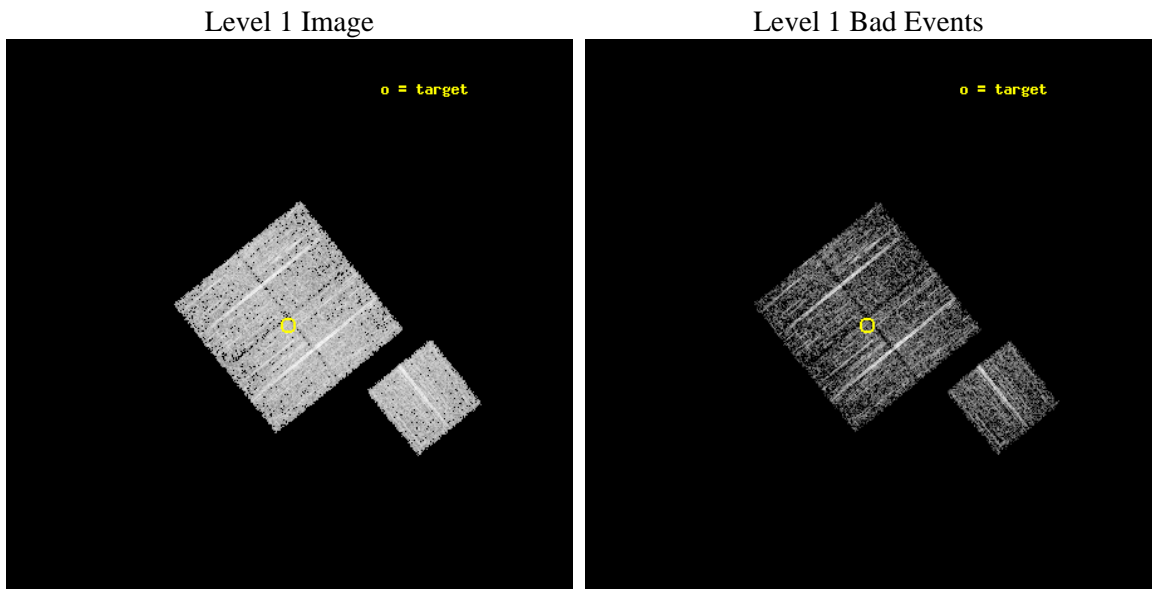 Level 1 Image
Level 1 Bad Events
o = target
o = target